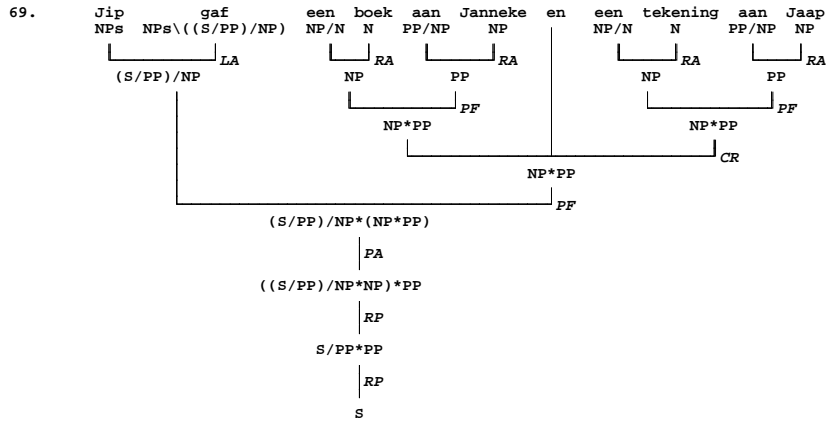 69. Jip gaf een boek aan Janneke en een tekening aan Jaap
NPs NPs\((S/PP)/NP) NP/N N PP/NP NP NP/N N PP/NP NP
LA RA RA RA RA
(S/PP)/NP NP PP NP PP
PF PF
NP*PP NP*PP
CR
NP*PP
PF
(S/PP)/NP*(NP*PP)
PA
((S/PP)/NP*NP)*PP
RP
S/PP*PP
RP
S